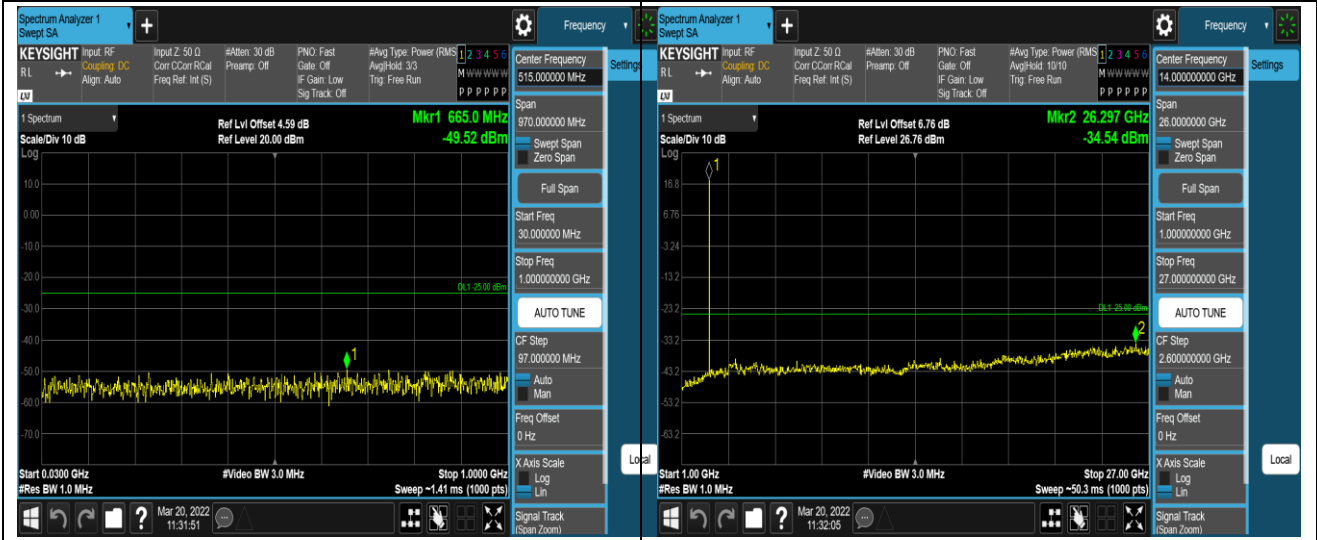 Spectrum Analyzer 1
Swept SA
+
Frequency
KEYSIGHT
RL
LXI
Input: RF
Coupling: DC
Align: Auto
Input Z: 50 Ω
Corr CCorr RCal
Freq Ref: Int (S)
#Atten: 30 dB
Preamp: Off
PNO: Fast
Gate: Off
IF Gain: Low
Sig Track: Off
#Avg Type: Power (RMS
Avg|Hold: 3/3
Trig: Free Run
1 2 3 4 5 6
M W W W W W
P P P P P P
Center Frequency
515.000000 MHz
Settings
Span
970.000000 MHz
Swept Span
Zero Span
Full Span
Start Freq
30.000000 MHz
Stop Freq
1.000000000 GHz
AUTO TUNE
CF Step
97.000000 MHz
Auto
Man
Freq Offset
0 Hz
X Axis Scale
Log
Lin
Signal Track
(Span Zoom)
Local
1 Spectrum
Scale/Div 10 dB
Log
Ref Lvl Offset 4.59 dB
Ref Level 20.00 dBm
Mkr1 665.0 MHz
-49.52 dBm
10.0
0.00
-10.0
-20.0
DL1 -25.00 dBm
-30.0
-40.0
1
-50.0
-60.0
-70.0
Start 0.0300 GHz
#Res BW 1.0 MHz
#Video BW 3.0 MHz
Stop 1.0000 GHz
Sweep ~1.41 ms (1000 pts)
?
Mar 20, 2022
11:31:51
Spectrum Analyzer 1
Swept SA
+
Frequency
KEYSIGHT
RL
LXI
Input: RF
Coupling: DC
Align: Auto
Input Z: 50 Ω
Corr CCorr RCal
Freq Ref: Int (S)
#Atten: 30 dB
Preamp: Off
PNO: Fast
Gate: Off
IF Gain: Low
Sig Track: Off
#Avg Type: Power (RMS
Avg|Hold: 10/10
Trig: Free Run
1 2 3 4 5 6
M W W W W W
P P P P P P
Center Frequency
14.000000000 GHz
Settings
Span
26.0000000 GHz
Swept Span
Zero Span
Full Span
Start Freq
1.000000000 GHz
Stop Freq
27.000000000 GHz
AUTO TUNE
CF Step
2.600000000 GHz
Auto
Man
Freq Offset
0 Hz
X Axis Scale
Log
Lin
Signal Track
(Span Zoom)
Local
1 Spectrum
Scale/Div 10 dB
Log
Ref Lvl Offset 6.76 dB
Ref Level 26.76 dBm
Mkr2 26.297 GHz
-34.54 dBm
1
16.8
6.76
-3.24
-13.2
-23.2
DL1 -25.00 dBm
2
-33.2
-43.2
-53.2
-63.2
Start 1.00 GHz
#Res BW 1.0 MHz
#Video BW 3.0 MHz
Stop 27.00 GHz
Sweep ~50.3 ms (1000 pts)
?
Mar 20, 2022
11:32:05